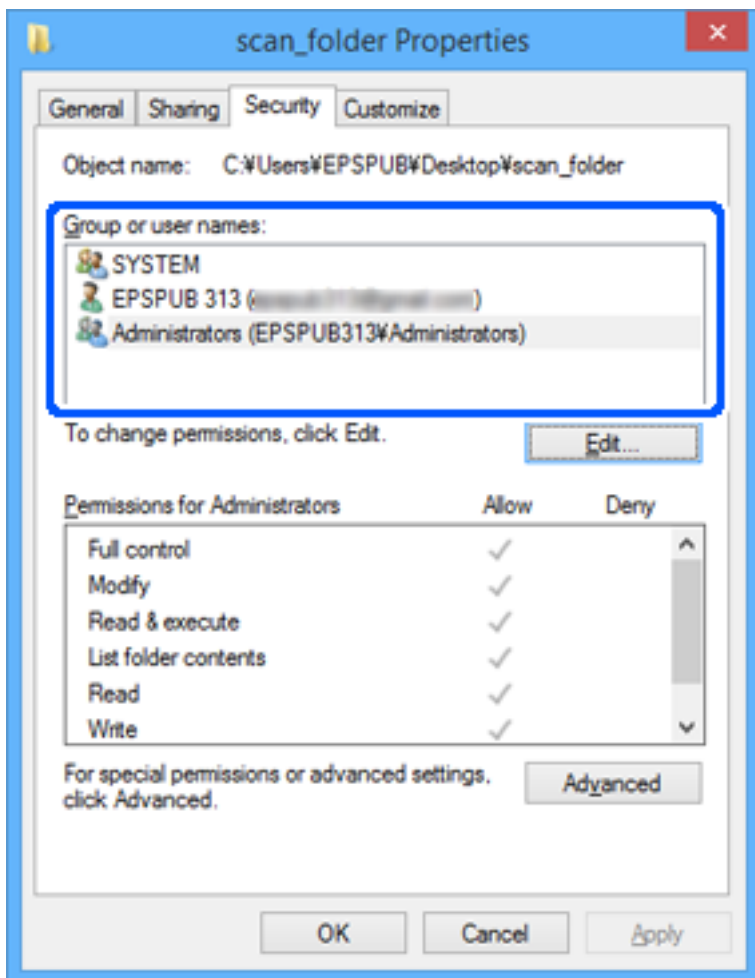 scan_folder Properties
General Sharing Security Customize
Object name: C:¥Users¥EPSPUB¥Desktop¥scan_folder
Group or user names:
SYSTEM
EPSPUB 313 ( )
Administrators (EPSPUB313¥Administrators)
To change permissions, click Edit.
Edit...
Permissions for Administrators Allow Deny
Full control
Modify
Read & execute
List folder contents
Read
Write
For special permissions or advanced settings,
click Advanced.
Advanced
OK Cancel Apply